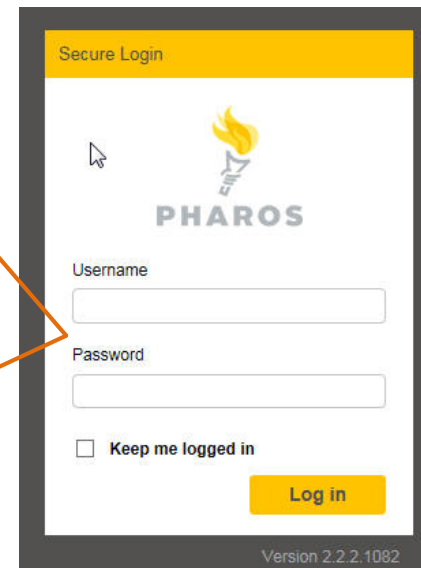 Secure Login
PHAROS
Username
Password
Keep me logged in
Log in
Version 2.2.2.1082